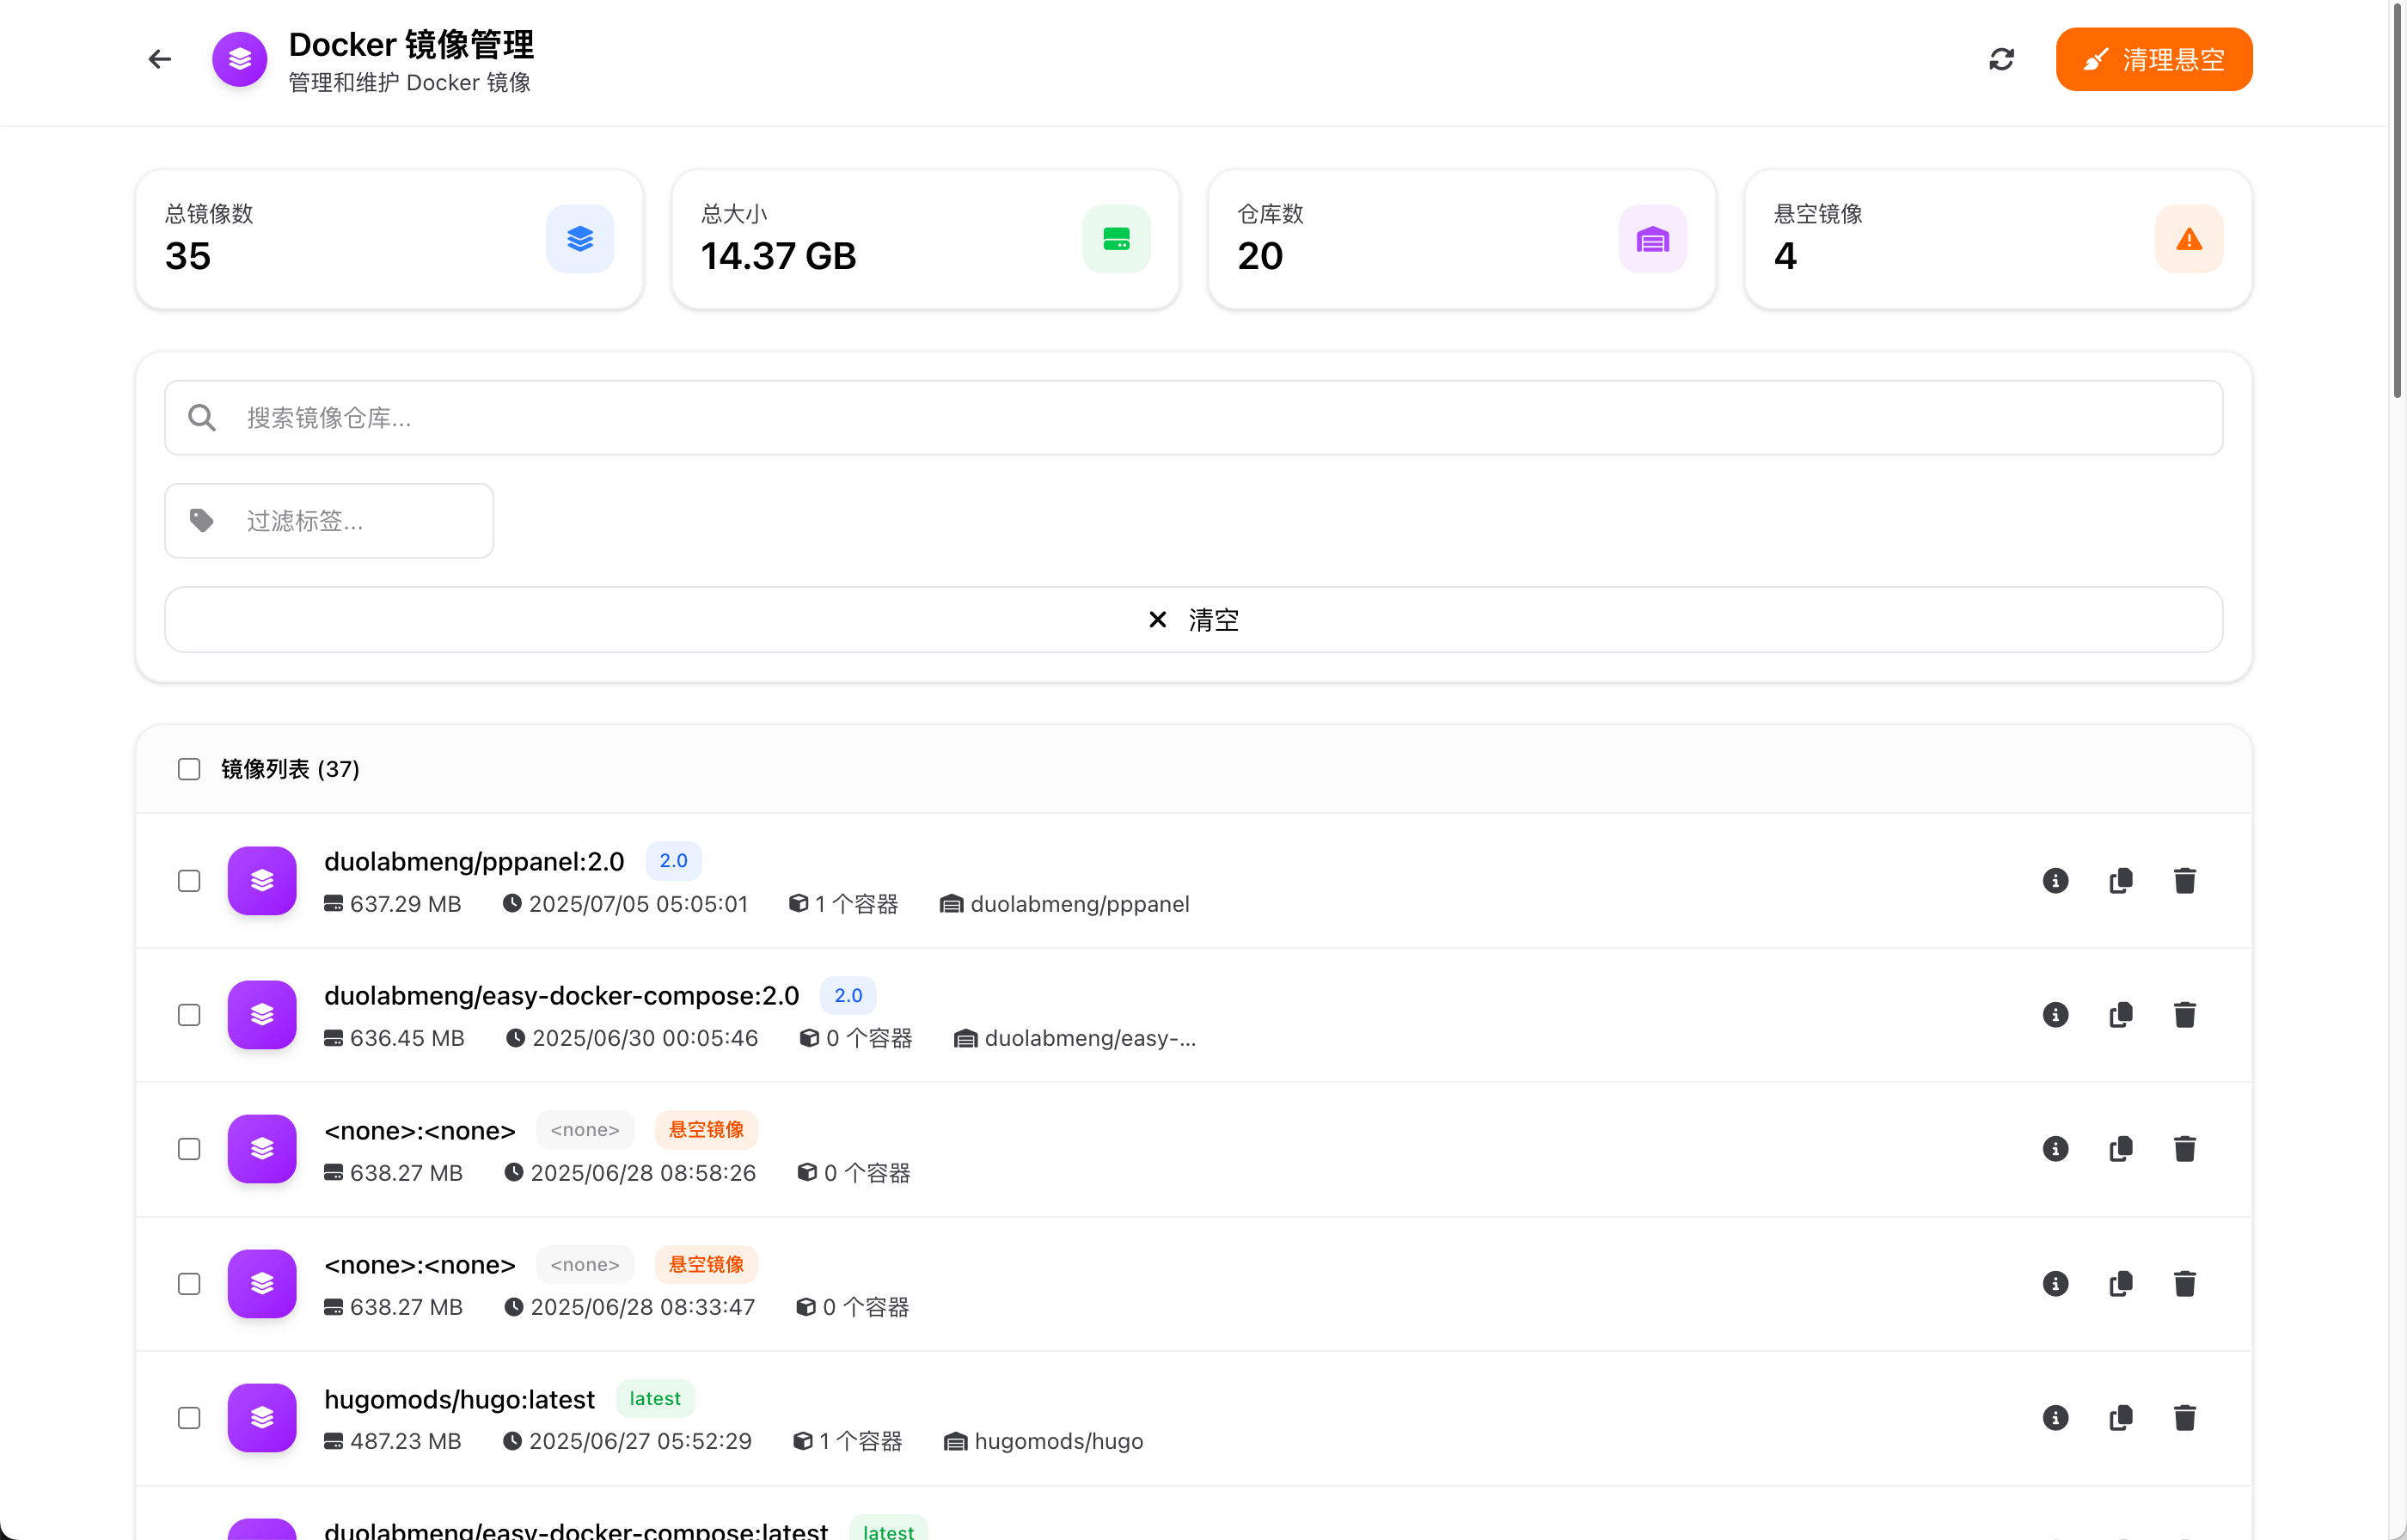 Docker 镜像管理
管理和维护 Docker 镜像
清理悬空
总镜像数
35
总大小
14.37 GB
仓库数
20
悬空镜像
4
搜索镜像仓库...
过滤标签...
清空
镜像列表 (37)
duolabmeng/pppanel:2.0 2.0
637.29 MB 2025/07/05 05:05:01 1 个容器 duolabmeng/pppanel
duolabmeng/easy-docker-compose:2.0 2.0
636.45 MB 2025/06/30 00:05:46 0 个容器 duolabmeng/easy-...
<none>:<none> <none> 悬空镜像
638.27 MB 2025/06/28 08:58:26 0 个容器
<none>:<none> <none> 悬空镜像
638.27 MB 2025/06/28 08:33:47 0 个容器
hugomods/hugo:latest latest
487.23 MB 2025/06/27 05:52:29 1 个容器 hugomods/hugo
duolabmeng/easy-docker-compose:latest latest